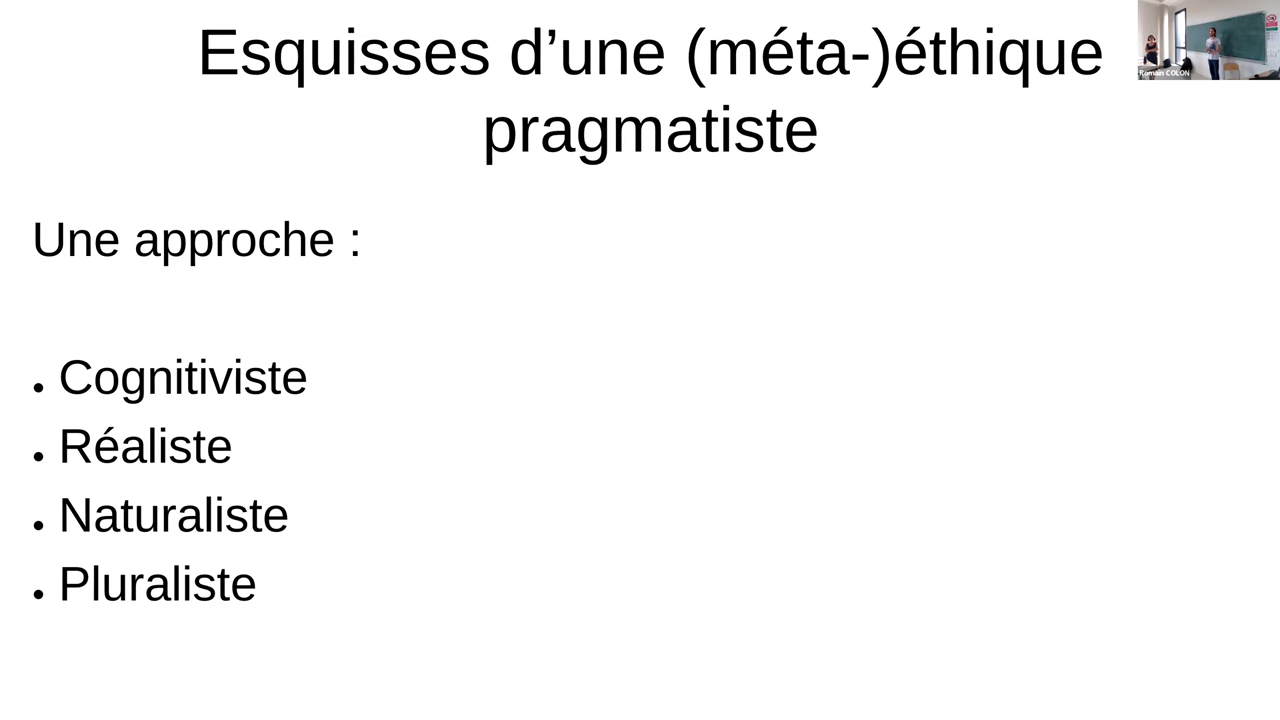 Esquisses d’une (méta-)éthique
pragmatiste
Romain COLON
Une approche :
• Cognitiviste
• Réaliste
• Naturaliste
• Pluraliste